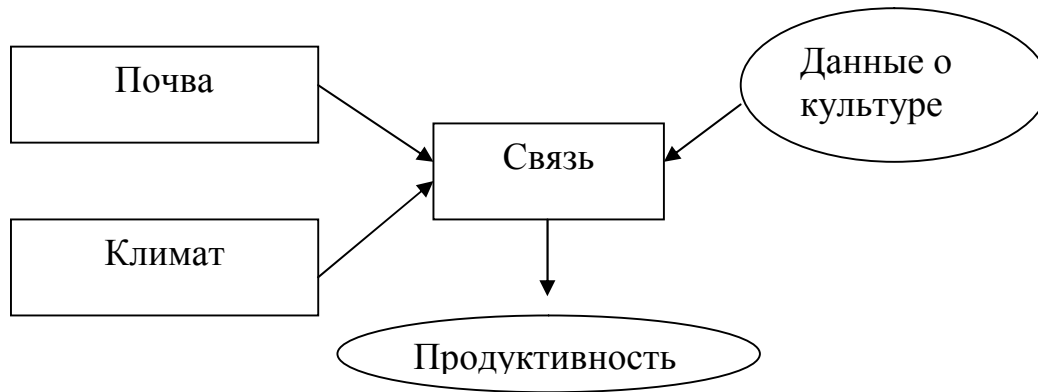 Почва
Данные о
культуре
Связь
Климат
Продуктивность